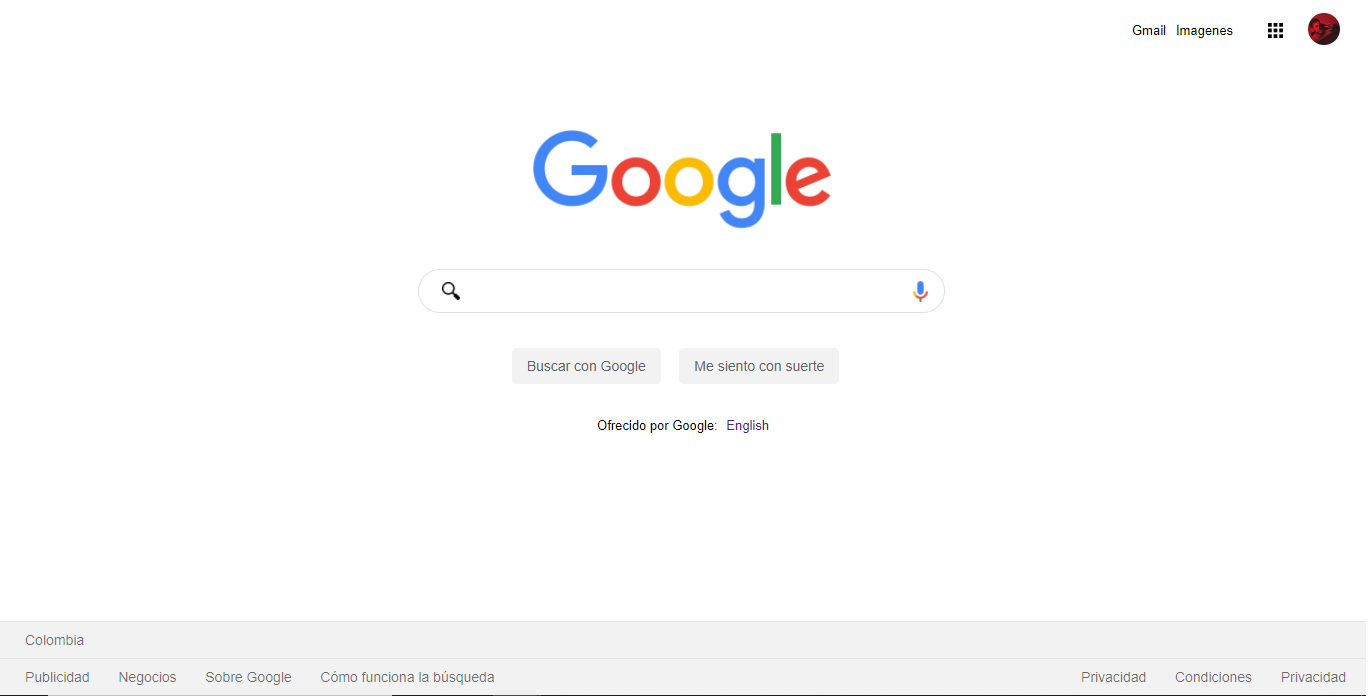 Gmail Imagenes
Google
Buscar con Google Me siento con suerte
Ofrecido por Google: English
Colombia
Publicidad Negocios Sobre Google Cómo funciona la búsqueda Privacidad Condiciones Privacidad